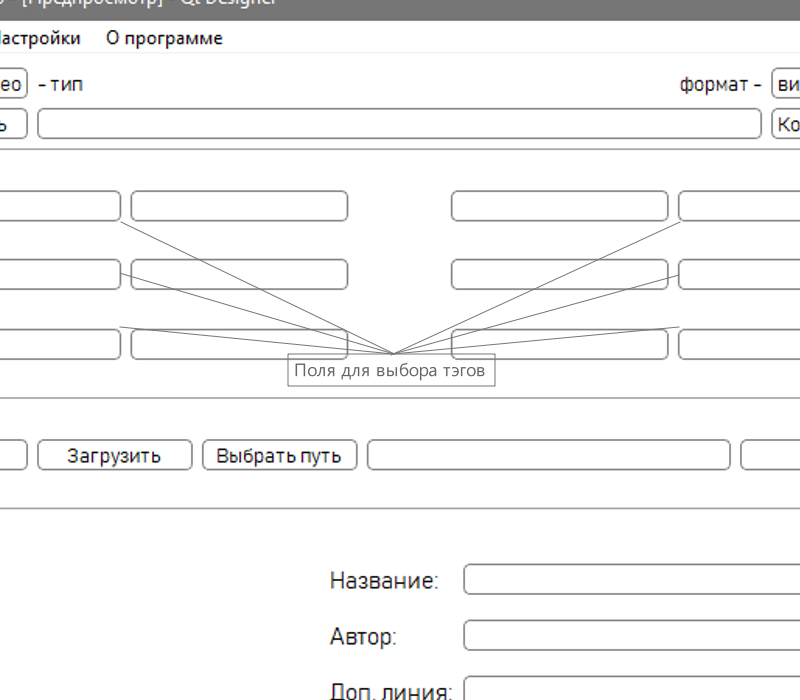 [Предпросмотр] - Qt Designer
Настройки О программе
ео - тип формат - ви
ь Ко
Поля для выбора тэгов
Загрузить Выбрать путь
Название:
Автор:
Доп. линия: